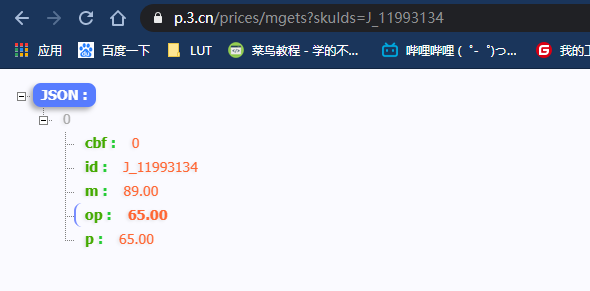 p.3.cn/prices/mgets?skuIds=J_11993134
应用 百度一下 LUT 菜鸟教程 - 学的不... 哔哩哔哩 ( ゜- ゜)つ... G 我的工
JSON :
0
cbf : 0
id : J_11993134
m : 89.00
op : 65.00
p : 65.00